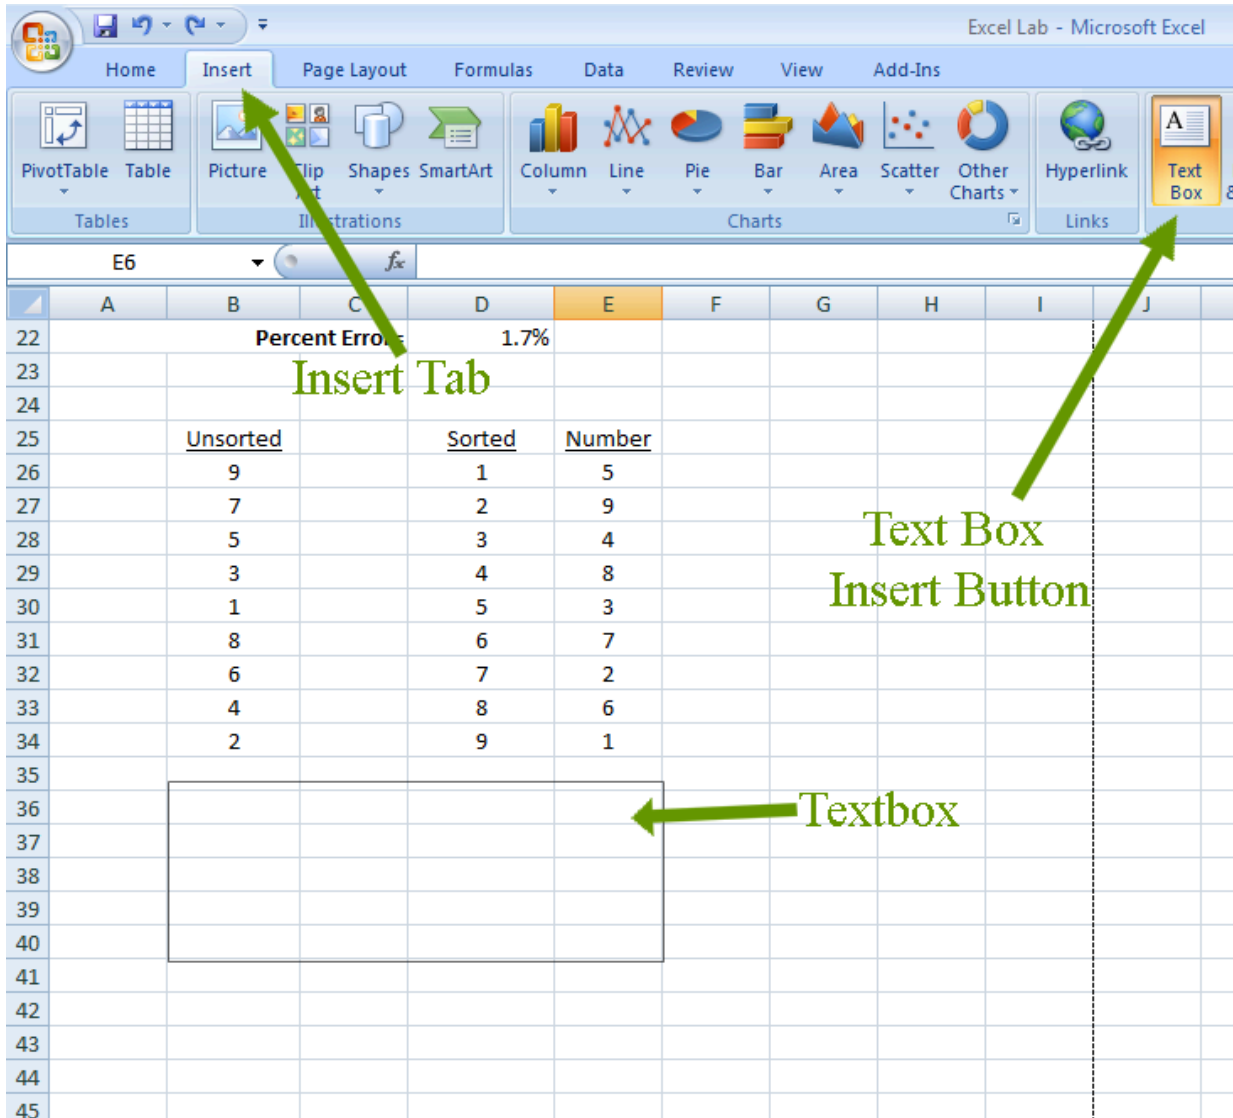 Excel Lab - Microsoft Excel
Home Insert Page Layout Formulas Data Review View Add-Ins
PivotTable Table Picture Clip Art Shapes SmartArt Column Line Pie Bar Area Scatter Other Charts Hyperlink Text Box &
Tables Illustrations Charts Links
E6 fx
A B C D E F G H I J
22 Percent Error= 1.7%
23
Insert Tab
24
25 Unsorted Sorted Number
26 9 1 5
27 7 2 9
28 5 3 4
Text Box
29 3 4 8
Insert Button
30 1 5 3
31 8 6 7
32 6 7 2
33 4 8 6
34 2 9 1
35
36 Textbox
37
38
39
40
41
42
43
44
45